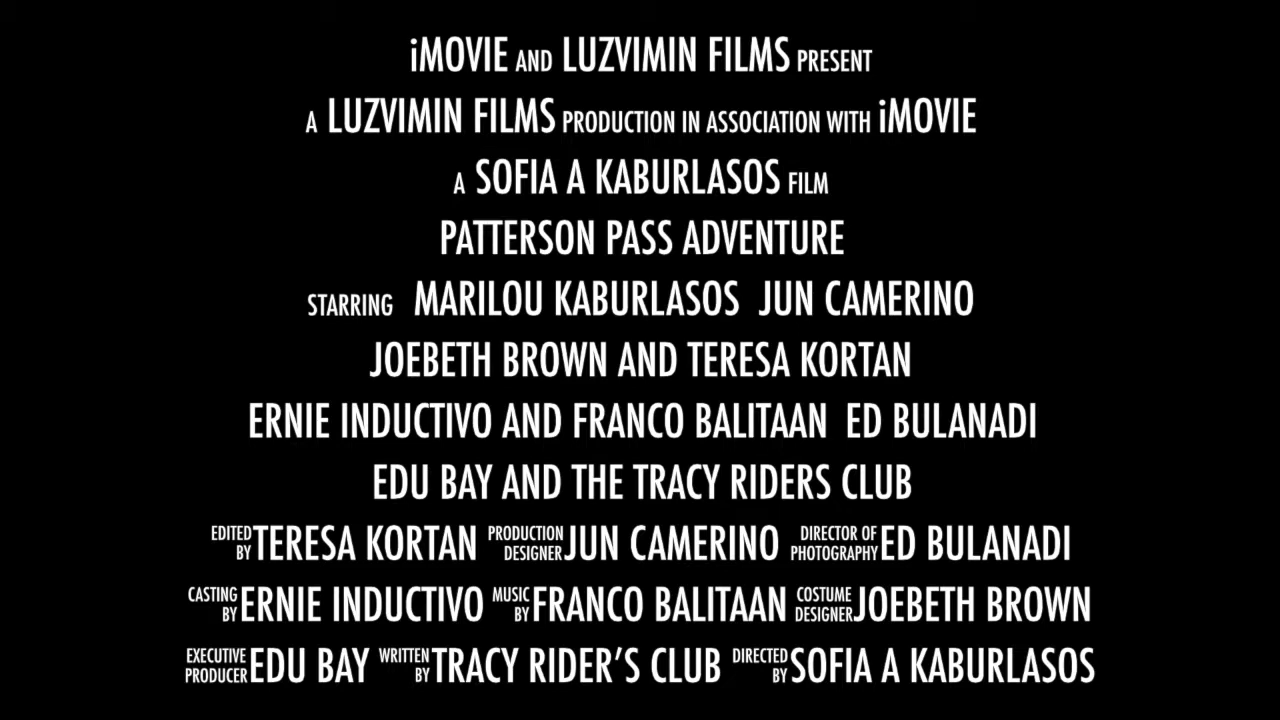 iMOVIE AND LUZVIMIN FILMS PRESENT
A LUZVIMIN FILMS PRODUCTION IN ASSOCIATION WITH iMOVIE
A SOFIA A KABURLASOS FILM
PATTERSON PASS ADVENTURE
STARRING MARILOU KABURLASOS JUN CAMERINO
JOEBETH BROWN AND TERESA KORTAN
ERNIE INDUCTIVO AND FRANCO BALITAAN ED BULANADI
EDU BAY AND THE TRACY RIDERS CLUB
EDITED BY TERESA KORTAN PRODUCTION DESIGNER JUN CAMERINO DIRECTOR OF PHOTOGRAPHY ED BULANADI
CASTING BY ERNIE INDUCTIVO MUSIC BY FRANCO BALITAAN COSTUME DESIGNER JOEBETH BROWN
EXECUTIVE PRODUCER EDU BAY WRITTEN BY TRACY RIDER'S CLUB DIRECTED BY SOFIA A KABURLASOS